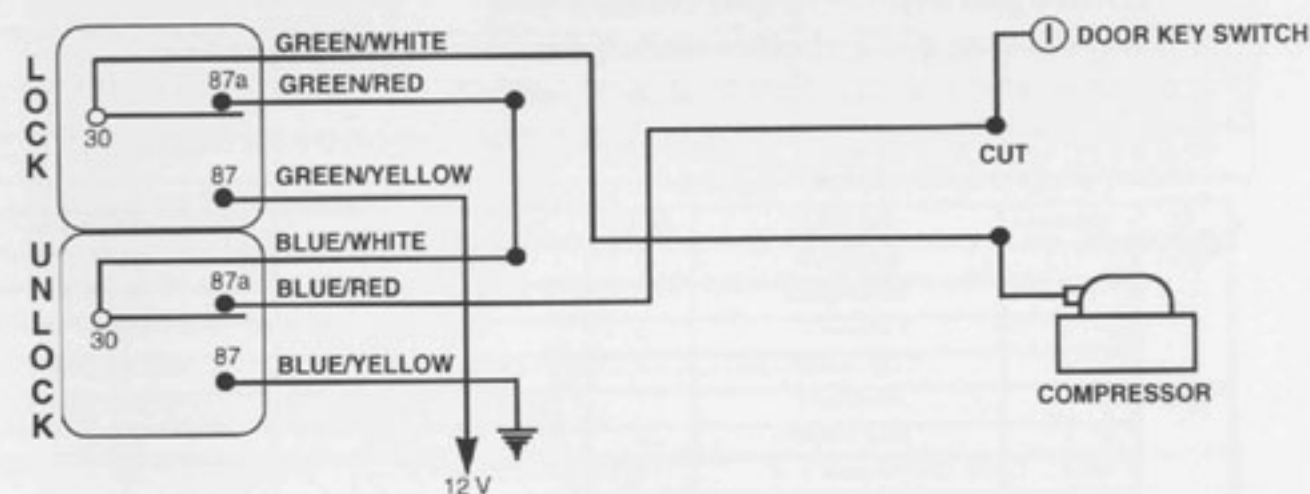 LOCK
GREEN/WHITE
87a
GREEN/RED
30
87
GREEN/YELLOW
UNLOCK
BLUE/WHITE
87a
BLUE/RED
30
87
BLUE/YELLOW
12 V
I DOOR KEY SWITCH
CUT
COMPRESSOR